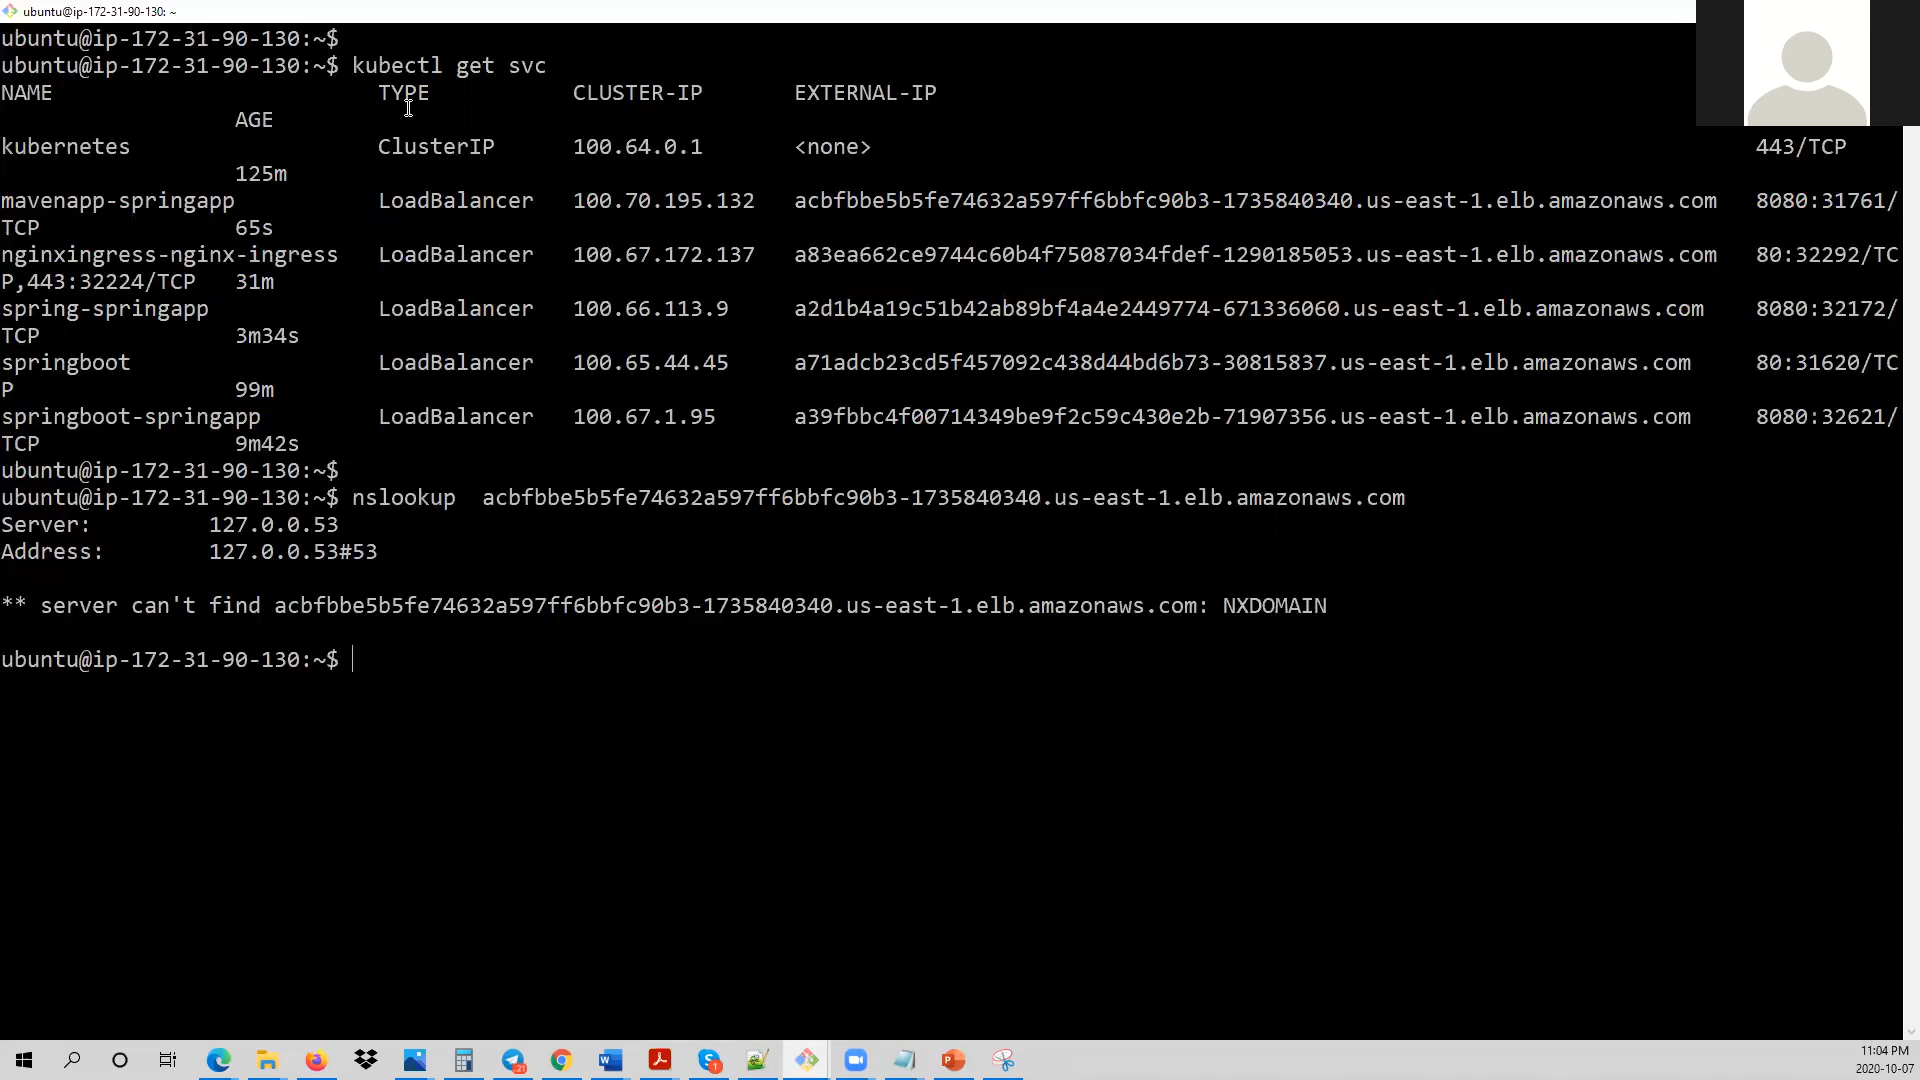 ubuntu@ip-172-31-90-130: ~
ubuntu@ip-172-31-90-130:~$
ubuntu@ip-172-31-90-130:~$ kubectl get svc
NAME TYPE CLUSTER-IP EXTERNAL-IP
AGE
kubernetes ClusterIP 100.64.0.1 <none> 443/TCP
125m
mavenapp-springapp LoadBalancer 100.70.195.132 acbfbbe5b5fe74632a597ff6bbfc90b3-1735840340.us-east-1.elb.amazonaws.com 8080:31761/
TCP 65s
nginxingress-nginx-ingress LoadBalancer 100.67.172.137 a83ea662ce9744c60b4f75087034fdef-1290185053.us-east-1.elb.amazonaws.com 80:32292/TC
P,443:32224/TCP 31m
spring-springapp LoadBalancer 100.66.113.9 a2d1b4a19c51b42ab89bf4a4e2449774-671336060.us-east-1.elb.amazonaws.com 8080:32172/
TCP 3m34s
springboot LoadBalancer 100.65.44.45 a71adcb23cd5f457092c438d44bd6b73-30815837.us-east-1.elb.amazonaws.com 80:31620/TC
P 99m
springboot-springapp LoadBalancer 100.67.1.95 a39fbbc4f00714349be9f2c59c430e2b-71907356.us-east-1.elb.amazonaws.com 8080:32621/
TCP 9m42s
ubuntu@ip-172-31-90-130:~$
ubuntu@ip-172-31-90-130:~$ nslookup acbfbbe5b5fe74632a597ff6bbfc90b3-1735840340.us-east-1.elb.amazonaws.com
Server: 127.0.0.53
Address: 127.0.0.53#53
** server can't find acbfbbe5b5fe74632a597ff6bbfc90b3-1735840340.us-east-1.elb.amazonaws.com: NXDOMAIN
ubuntu@ip-172-31-90-130:~$
11:04 PM
2020-10-07